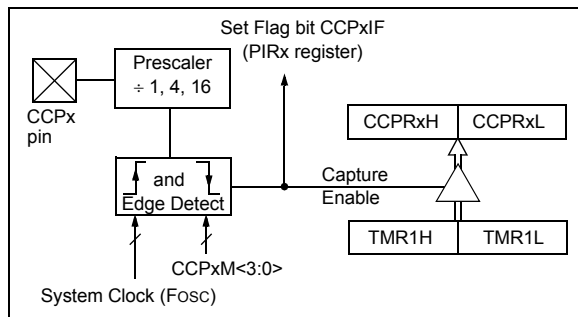 Set Flag bit CCPxIF
(PIRx register)
Prescaler
÷ 1, 4, 16
CCPx
pin
CCPRxH
CCPRxL
and
Edge Detect
Capture
Enable
TMR1H
TMR1L
CCPxM<3:0>
System Clock (FOSC)